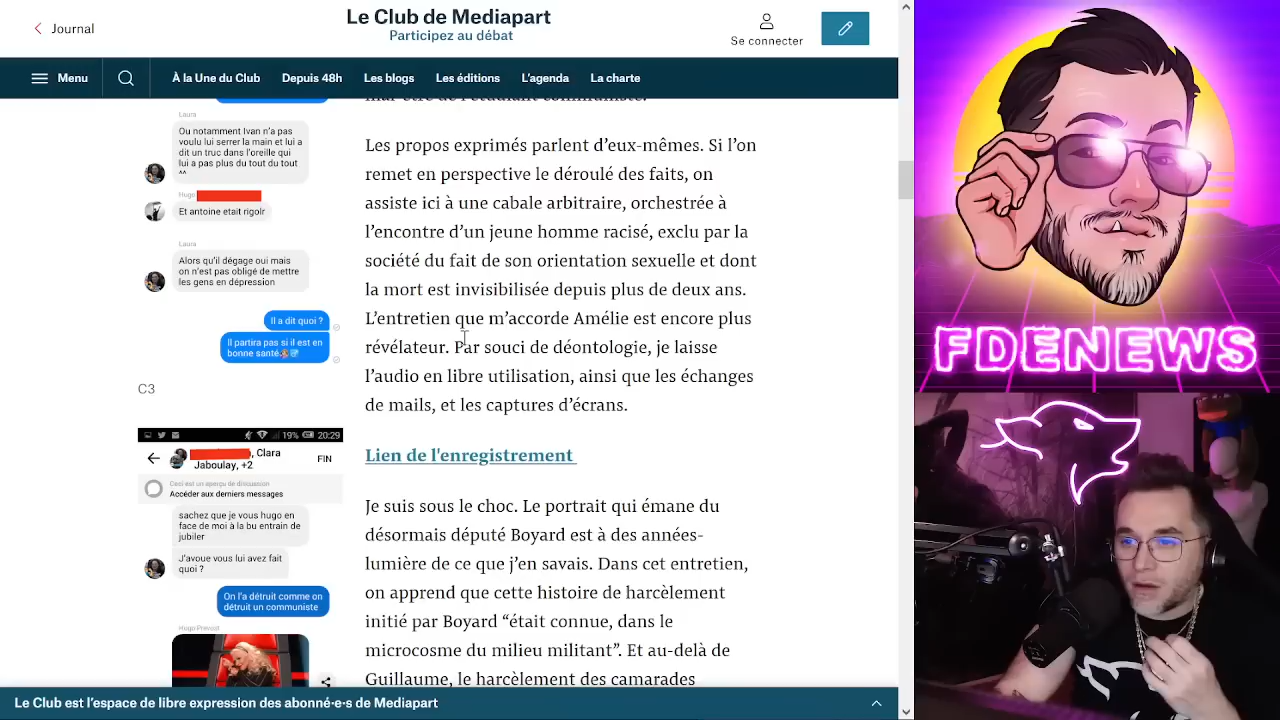 Journal
Le Club de Mediapart
Participez au débat
Se connecter
Menu
À la Une du Club
Depuis 48h
Les blogs
Les éditions
L'agenda
La charte
Laura
Ou notamment Ivan n'a pas
voulu lui serrer la main et lui a
dit un truc dans l'oreille qui
lui a pas plus du tout du tout
^^
Hugo
Et antoine etait rigolr
Laura
Alors qu'il dégage oui mais
on n'est pas obligé de mettre
les gens en dépression
Il a dit quoi ?
Il partira pas si il est en
bonne santé
C3
19% 20:29
, Clara
Jaboulay, +2
FIN
Ceci est un aperçu de discussion
Accéder aux derniers messages
sachez que je vous hugo en
face de moi à la bu entrain de
jubiler
J'avoue vous lui avez fait
quoi ?
On l'a détruit comme on
détruit un communiste
Hugo Prevost
Les propos exprimés parlent d'eux-mêmes. Si l'on
remet en perspective le déroulé des faits, on
assiste ici à une cabale arbitraire, orchestrée à
l'encontre d'un jeune homme racisé, exclu par la
société du fait de son orientation sexuelle et dont
la mort est invisibilisée depuis plus de deux ans.
L'entretien que m'accorde Amélie est encore plus
révélateur. Par souci de déontologie, je laisse
l'audio en libre utilisation, ainsi que les échanges
de mails, et les captures d'écrans.
Lien de l'enregistrement
Je suis sous le choc. Le portrait qui émane du
désormais député Boyard est à des années-
lumière de ce que j'en savais. Dans cet entretien,
on apprend que cette histoire de harcèlement
initié par Boyard "était connue, dans le
microcosme du milieu militant". Et au-delà de
Guillaume, le harcèlement des camarades
Le Club est l'espace de libre expression des abonné·e·s de Mediapart
FDENEWS